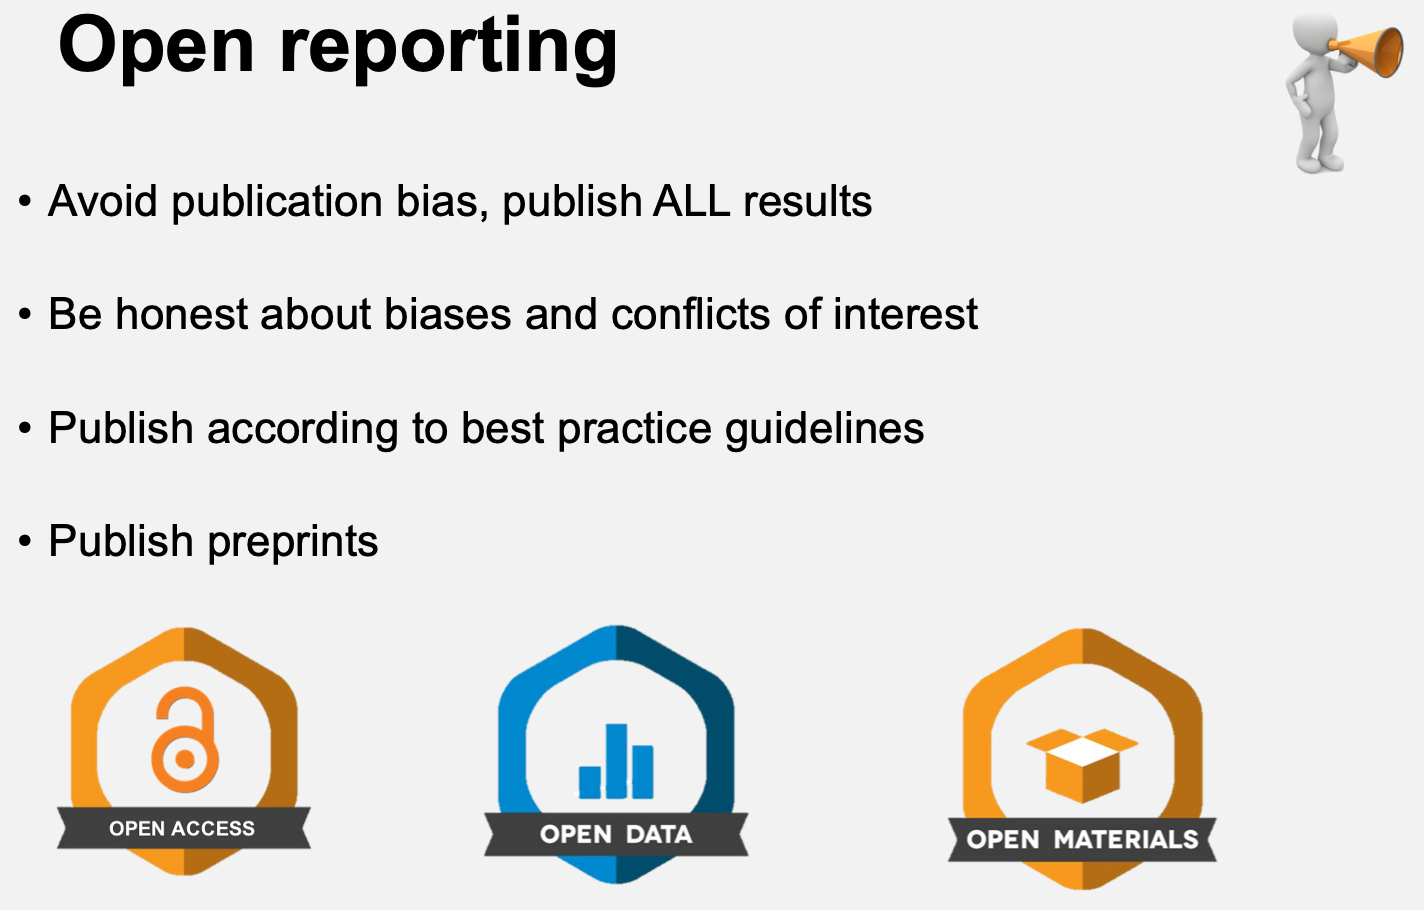 Open reporting
• Avoid publication bias, publish ALL results
• Be honest about biases and conflicts of interest
• Publish according to best practice guidelines
• Publish preprints
OPEN ACCESS
OPEN DATA
OPEN MATERIALS